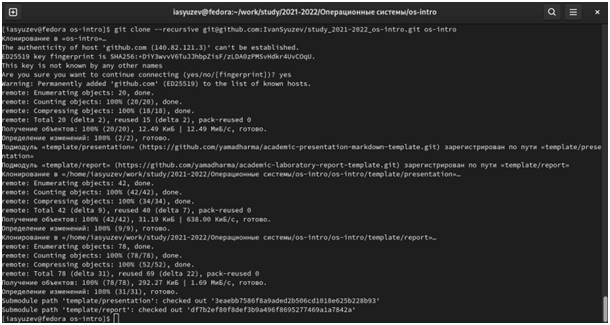 iasyuzev@fedora:~/work/study/2021-2022/Операционные системы/os-intro
[iasyuzev@fedora os-intro]$ git clone --recursive git@github.com:IvanSyuzev/study_2021-2022_os-intro.git os-intro
Клонирование в «os-intro»…
The authenticity of host 'github.com (140.82.121.3)' can't be established.
ED25519 key fingerprint is SHA256:+DiY3wvvV6TuJJhbpZisF/zLDA0zPMSvHdkr4UvCOqU.
This key is not known by any other names
Are you sure you want to continue connecting (yes/no/[fingerprint])? yes
Warning: Permanently added 'github.com' (ED25519) to the list of known hosts.
remote: Enumerating objects: 20, done.
remote: Counting objects: 100% (20/20), done.
remote: Compressing objects: 100% (18/18), done.
remote: Total 20 (delta 2), reused 15 (delta 2), pack-reused 0
Получение объектов: 100% (20/20), 12.49 КиБ | 12.49 МиБ/с, готово.
Определение изменений: 100% (2/2), готово.
Подмодуль «template/presentation» (https://github.com/yamadharma/academic-presentation-markdown-template.git) зарегистрирован по пути «template/prese
ntation»
Подмодуль «template/report» (https://github.com/yamadharma/academic-laboratory-report-template.git) зарегистрирован по пути «template/report»
Клонирование в «/home/iasyuzev/work/study/2021-2022/Операционные системы/os-intro/os-intro/template/presentation»…
remote: Enumerating objects: 42, done.
remote: Counting objects: 100% (42/42), done.
remote: Compressing objects: 100% (34/34), done.
remote: Total 42 (delta 9), reused 40 (delta 7), pack-reused 0
Получение объектов: 100% (42/42), 31.19 КиБ | 638.00 КиБ/с, готово.
Определение изменений: 100% (9/9), готово.
Клонирование в «/home/iasyuzev/work/study/2021-2022/Операционные системы/os-intro/os-intro/template/report»…
remote: Enumerating objects: 78, done.
remote: Counting objects: 100% (78/78), done.
remote: Compressing objects: 100% (52/52), done.
remote: Total 78 (delta 31), reused 69 (delta 22), pack-reused 0
Получение объектов: 100% (78/78), 292.27 КиБ | 1.69 МиБ/с, готово.
Определение изменений: 100% (31/31), готово.
Submodule path 'template/presentation': checked out '3eaebb7586f8a9aded2b506cd1018e625b228b93'
Submodule path 'template/report': checked out 'df7b2ef80f8def3b9a496f8695277469a1a7842a'
[iasyuzev@fedora os-intro]$